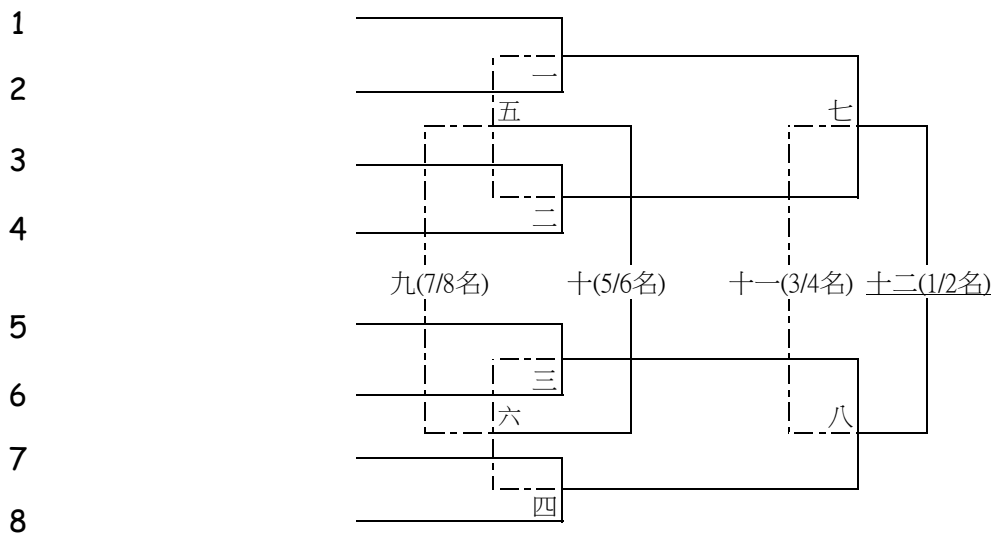 1
一
2
五
七
3
二
4
九(7/8名)
十(5/6名)
十一(3/4名)
十二(1/2名)
5
三
6
六
八
7
四
8